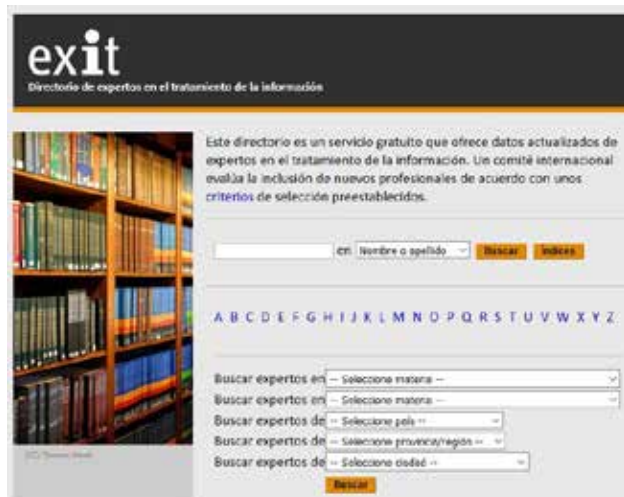 exit
Directorio de expertos en el tratamiento de la información
Este directorio es un servicio gratuito que ofrece datos actualizados de
expertos en el tratamiento de la información. Un comité internacional
evalúa la inclusión de nuevos profesionales de acuerdo con unos
criterios de selección preestablecidos.
en Nombre o apellido Buscar Índices
A B C D E F G H I J K L M N O P Q R S T U V W X Y Z
Buscar expertos en -- Seleccione materia --
Buscar expertos en -- Seleccione materia --
Buscar expertos de -- Seleccione país --
Buscar expertos de -- Seleccione provincia/región --
Buscar expertos de -- Seleccione ciudad --
Buscar